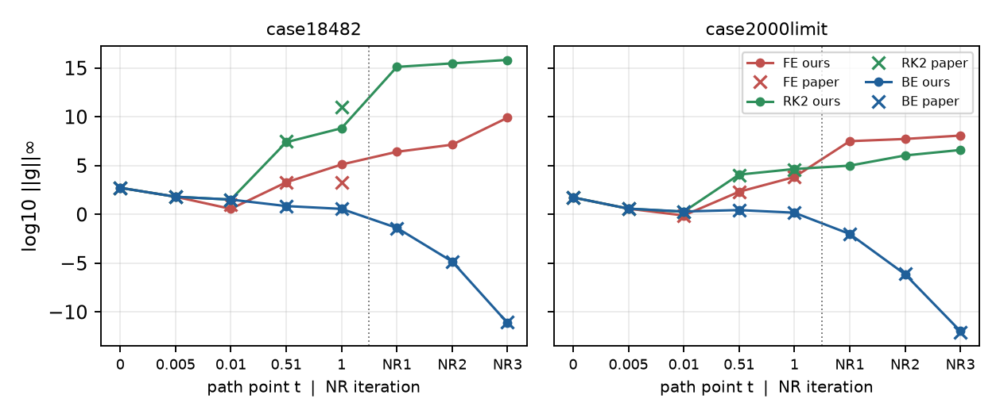 case18482
case2000limit
log10 ||g||∞
15
10
5
0
−5
−10
0 0.005 0.01 0.51 1 NR1 NR2 NR3
path point t | NR iteration
FE ours
FE paper
RK2 ours
RK2 paper
BE ours
BE paper
0 0.005 0.01 0.51 1 NR1 NR2 NR3
path point t | NR iteration